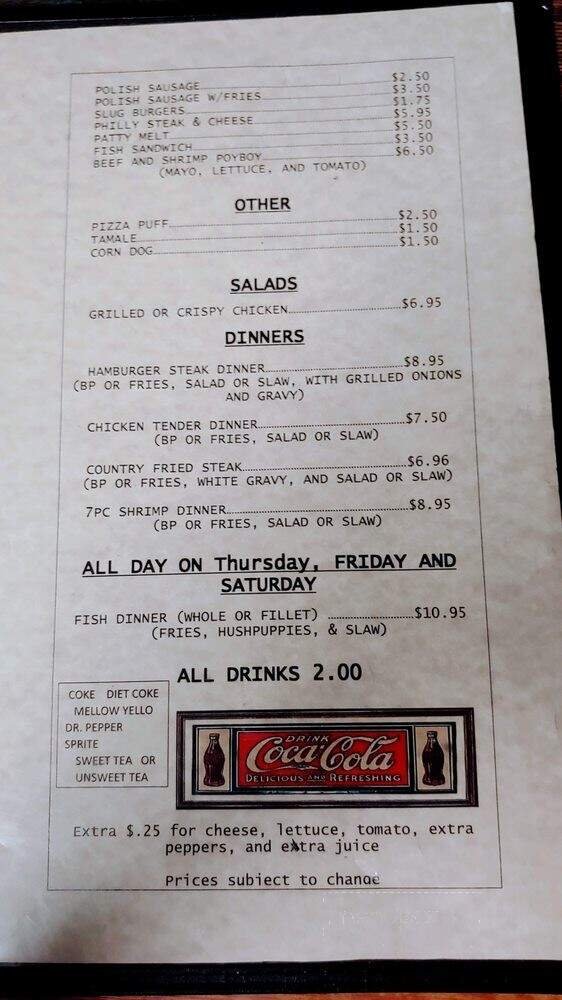 POLISH SAUSAGE $2.50
POLISH SAUSAGE W/FRIES $3.50
SLUG BURGERS $1.75
PHILLY STEAK & CHEESE $5.95
PATTY MELT $5.50
FISH SANDWICH $3.50
BEEF AND SHRIMP POYBOY $6.50
(MAYO, LETTUCE, AND TOMATO)
OTHER
PIZZA PUFF $2.50
TAMALE $1.50
CORN DOG $1.50
SALADS
GRILLED OR CRISPY CHICKEN $6.95
DINNERS
HAMBURGER STEAK DINNER $8.95
(BP OR FRIES, SALAD OR SLAW, WITH GRILLED ONIONS
AND GRAVY)
CHICKEN TENDER DINNER $7.50
(BP OR FRIES, SALAD OR SLAW)
COUNTRY FRIED STEAK $6.96
(BP OR FRIES, WHITE GRAVY, AND SALAD OR SLAW)
7PC SHRIMP DINNER $8.95
(BP OR FRIES, SALAD OR SLAW)
ALL DAY ON Thursday, FRIDAY AND
SATURDAY
FISH DINNER (WHOLE OR FILLET) $10.95
(FRIES, HUSHPUPPIES, & SLAW)
ALL DRINKS 2.00
COKE DIET COKE
MELLOW YELLO
DR. PEPPER
SPRITE
SWEET TEA OR
UNSWEET TEA
DRINK
Coca-Cola
DELICIOUS AND REFRESHING
Extra $.25 for cheese, lettuce, tomato, extra
peppers, and extra juice
Prices subject to change